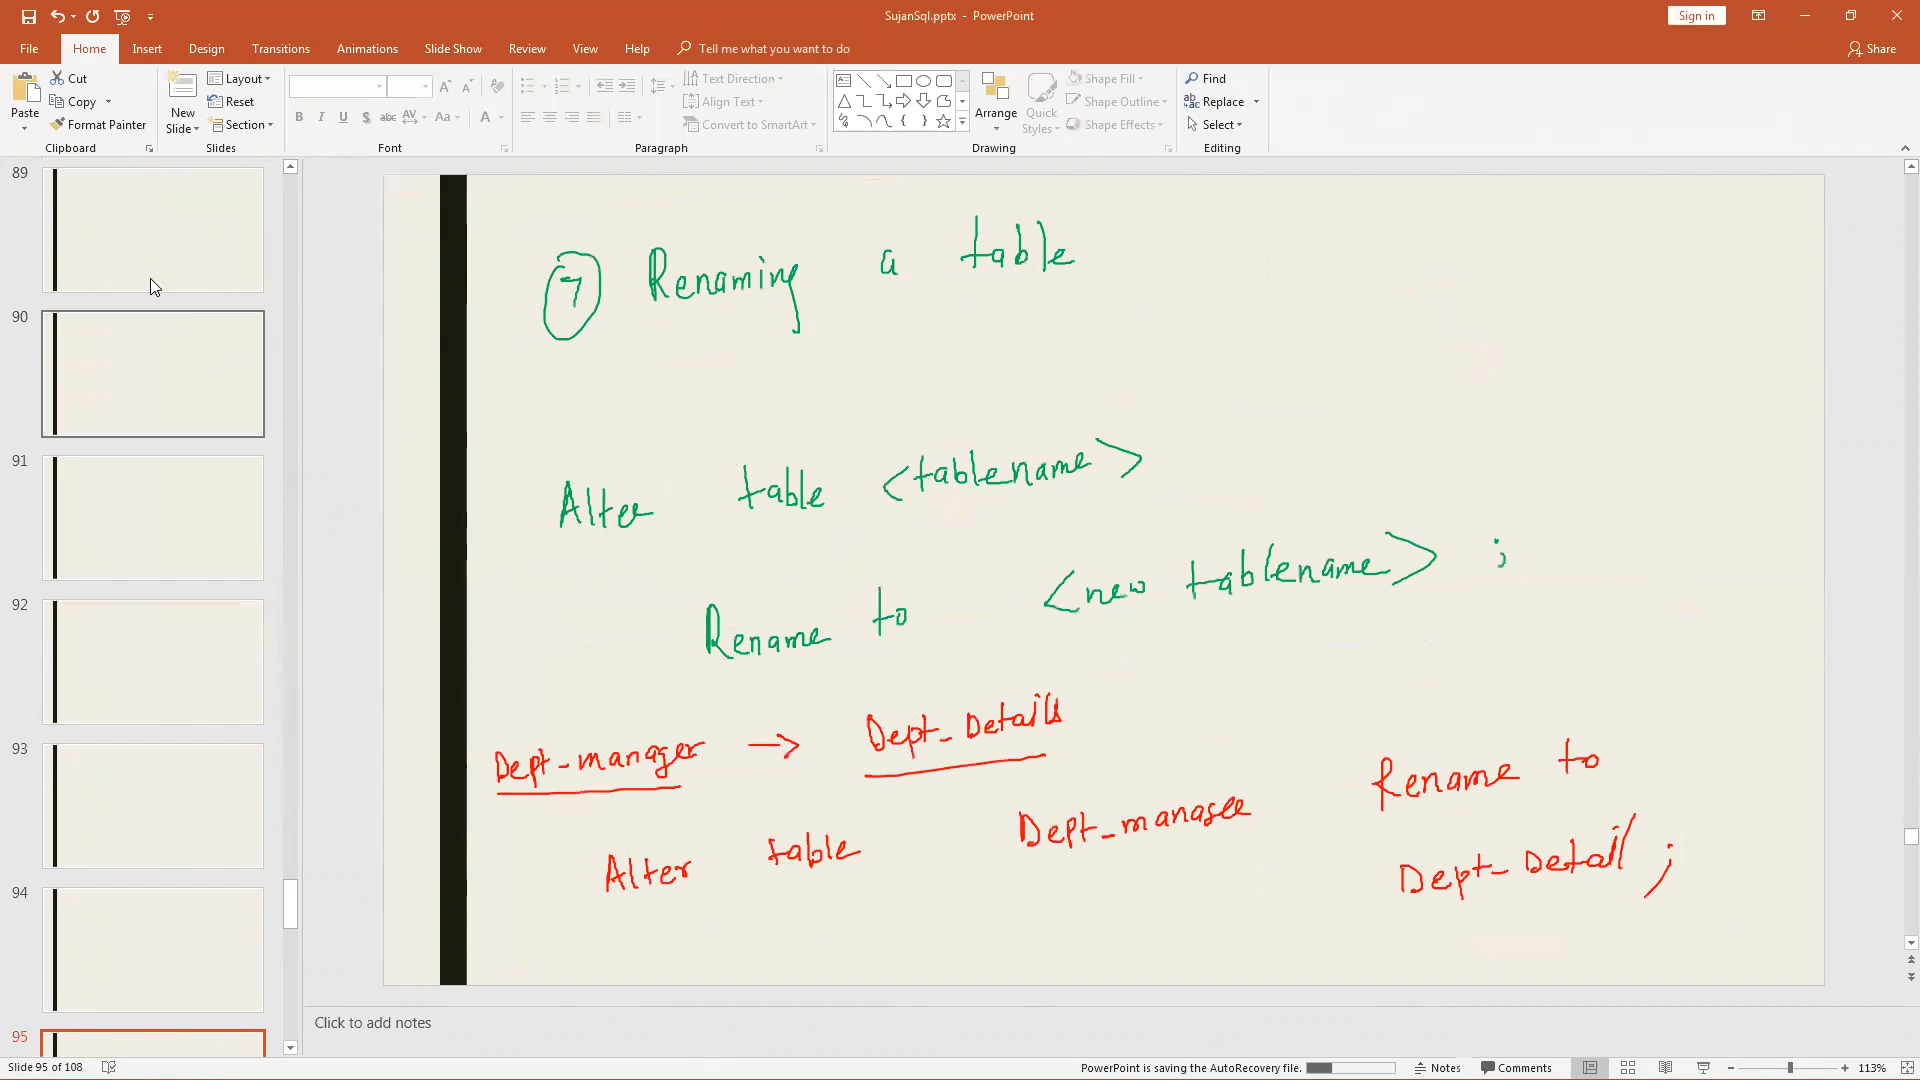 SujanSql.pptx - PowerPoint
Sign in
File Home Insert Design Transitions Animations Slide Show Review View Help Tell me what you want to do Share
Paste Cut Copy Format Painter
Clipboard
New Slide Layout Reset Section
Slides
B I U S abc AV Aa A
Font
Text Direction
Align Text
Convert to SmartArt
Paragraph
Arrange Quick Styles Shape Fill Shape Outline Shape Effects
Drawing
Find
Replace
Select
Editing
89
90
91
92
93
94
95
7 Renaming a table
Alter table <tablename>
Rename to <new tablename> ;
Dept_manager → Dept_Details
Alter table Dept_manager Rename to
Dept_Detail ;
Click to add notes
Slide 95 of 108
PowerPoint is saving the AutoRecovery file.
Notes
Comments
113%